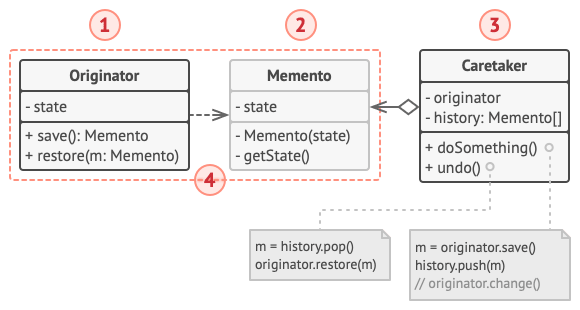 1
2
3
Originator
- state
+ save(): Memento
+ restore(m: Memento)
Memento
- state
- Memento(state)
- getState()
Caretaker
- originator
- history: Memento[]
+ doSomething()
+ undo()
4
m = history.pop()
originator.restore(m)
m = originator.save()
history.push(m)
// originator.change()